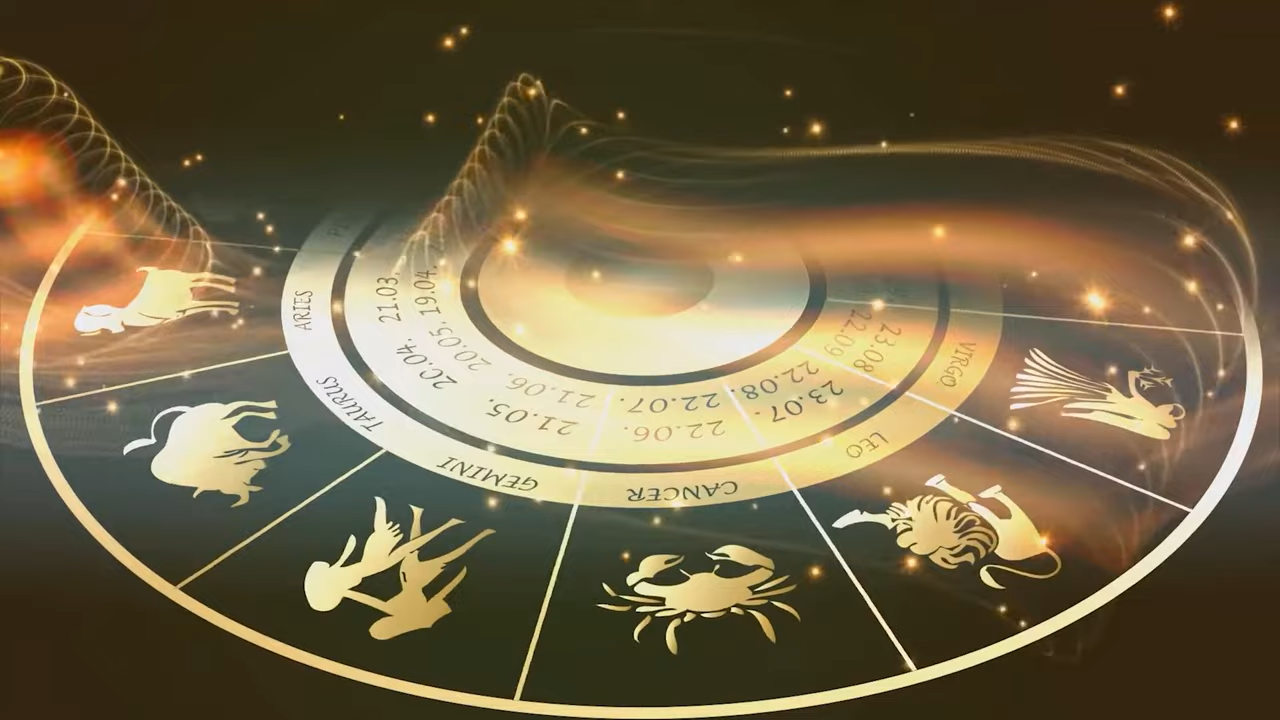 ARIES
21.03.
19.04.
TAURUS
20.04.
20.05.
GEMINI
21.05.
21.06.
CANCER
22.06.
22.07.
LEO
23.07.
22.08.
VIRGO
23.08
22.09